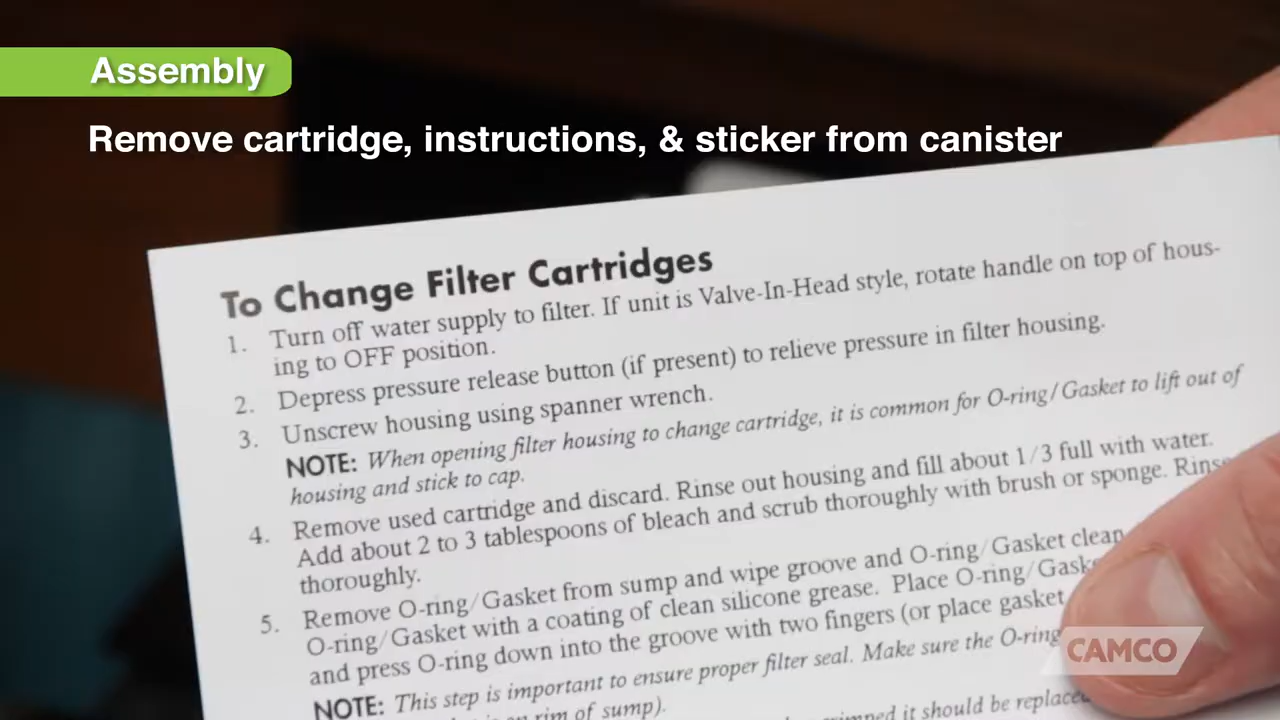 Assembly
Remove cartridge, instructions, & sticker from canister
To Change Filter Cartridges
1. Turn off water supply to filter. If unit is Valve-In-Head style, rotate handle on top of hous-
ing to OFF position.
2. Depress pressure release button (if present) to relieve pressure in filter housing.
3. Unscrew housing using spanner wrench.
NOTE: When opening filter housing to change cartridge, it is common for O-ring/Gasket to lift out of
housing and stick to cap.
4. Remove used cartridge and discard. Rinse out housing and fill about 1/3 full with water.
Add about 2 to 3 tablespoons of bleach and scrub thoroughly with brush or sponge. Rinse
thoroughly.
5. Remove O-ring/Gasket from sump and wipe groove and O-ring/Gasket clean
O-ring/Gasket with a coating of clean silicone grease. Place O-ring/Gask
and press O-ring down into the groove with two fingers (or place gasket
NOTE: This step is important to ensure proper filter seal. Make sure the O-ring
rim of sump).
it should be replaced
CAMCO